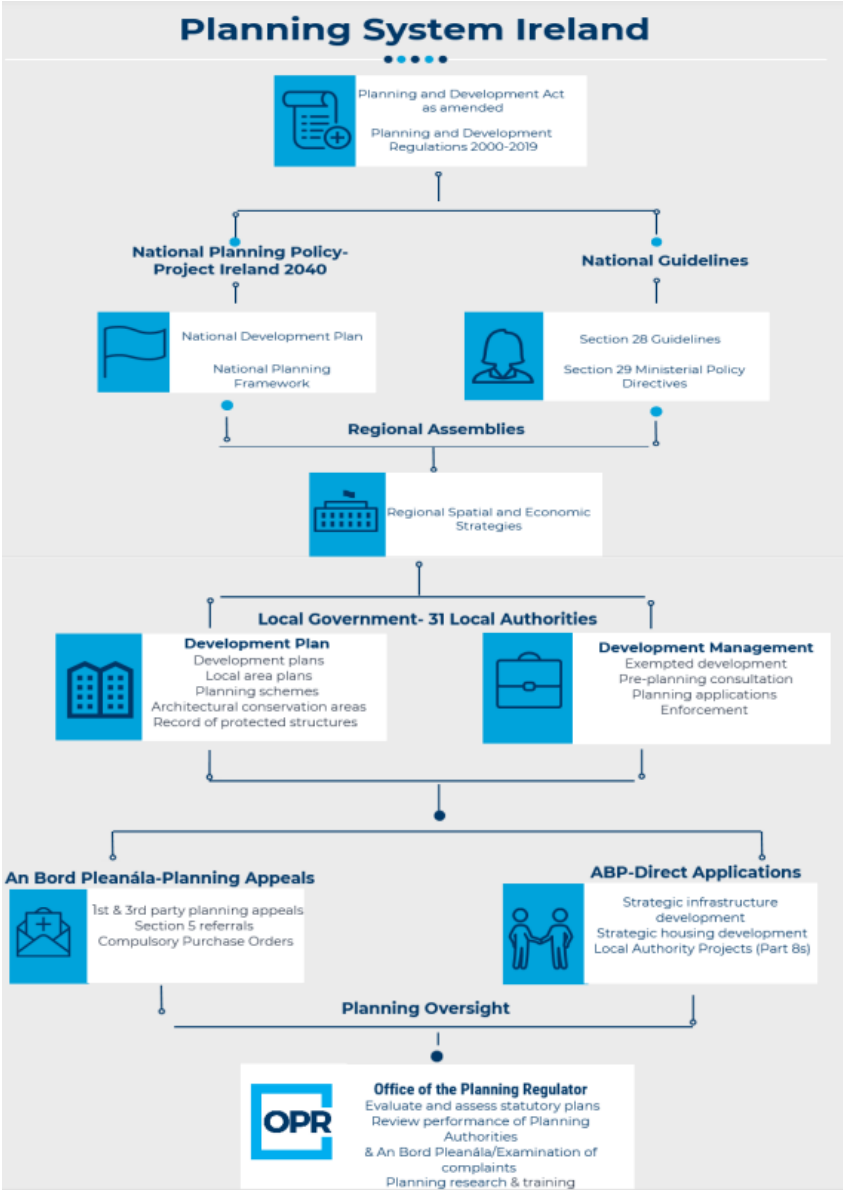 Planning System Ireland
Planning and Development Act
as amended
Planning and Development
Regulations 2000-2019
National Planning Policy-
Project Ireland 2040
National Guidelines
National Development Plan
National Planning
Framework
Section 28 Guidelines
Section 29 Ministerial Policy
Directives
Regional Assemblies
Regional Spatial and Economic
Strategies
Local Government- 31 Local Authorities
Development Plan
Development plans
Local area plans
Planning schemes
Architectural conservation areas
Record of protected structures
Development Management
Exempted development
Pre-planning consultation
Planning applications
Enforcement
An Bord Pleanála-Planning Appeals
1st & 3rd party planning appeals
Section 5 referrals
Compulsory Purchase Orders
ABP-Direct Applications
Strategic infrastructure
development
Strategic housing development
Local Authority Projects (Part 8s)
Planning Oversight
OPR
Office of the Planning Regulator
Evaluate and assess statutory plans
Review performance of Planning
Authorities
& An Bord Pleanála/Examination of
complaints
Planning research & training